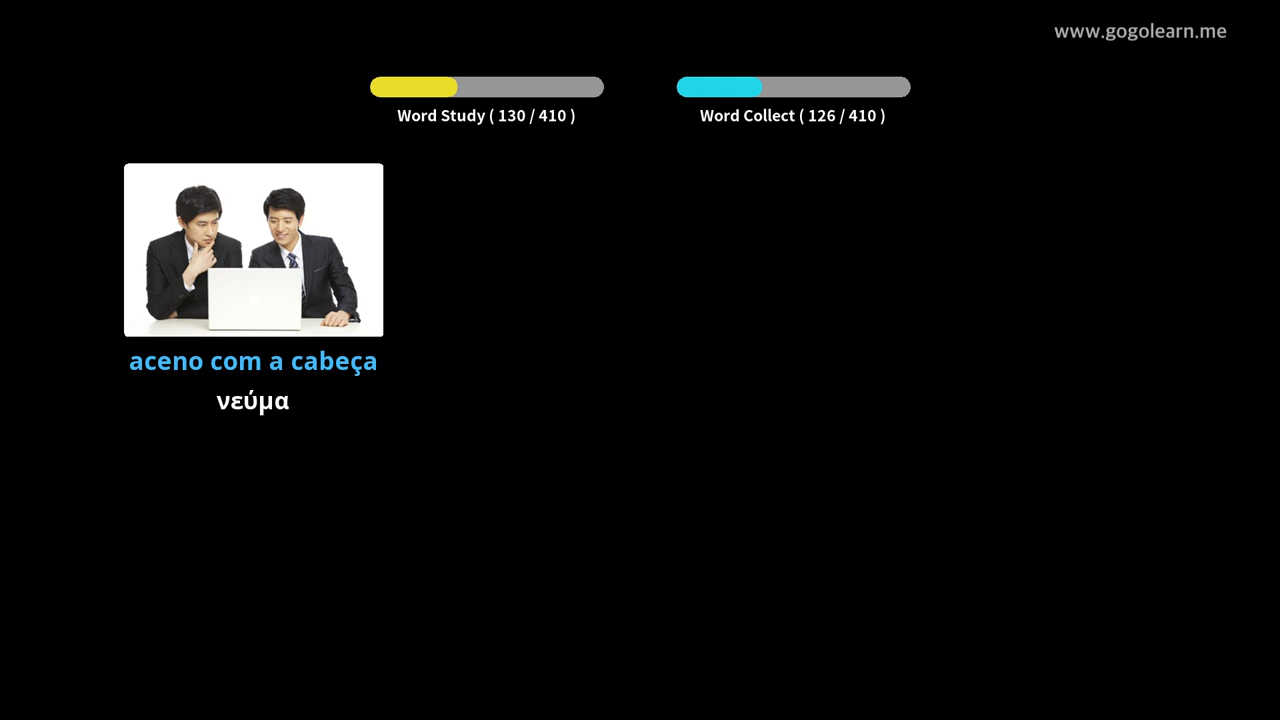 www.gogolearn.me
Word Study ( 130 / 410 )
Word Collect ( 126 / 410 )
aceno com a cabeça
νεύμα